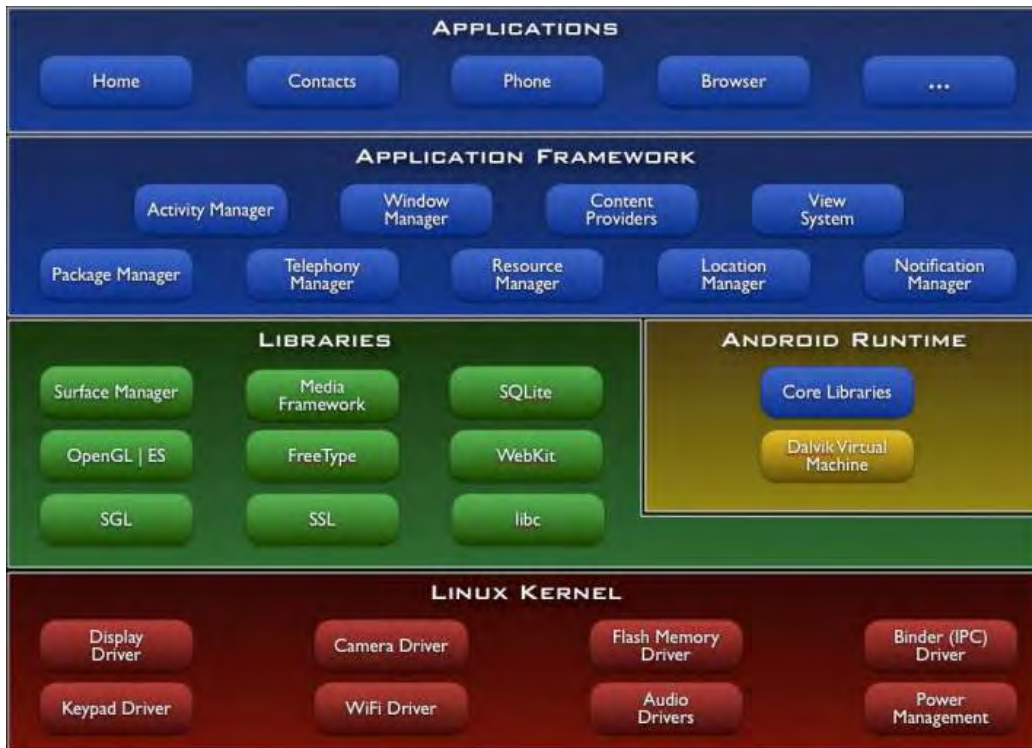 APPLICATIONS
Home
Contacts
Phone
Browser
...
APPLICATION FRAMEWORK
Activity Manager
Window
Manager
Content
Providers
View
System
Package Manager
Telephony
Manager
Resource
Manager
Location
Manager
Notification
Manager
LIBRARIES
Surface Manager
Media
Framework
SQLite
OpenGL | ES
FreeType
WebKit
SGL
SSL
libc
ANDROID RUNTIME
Core Libraries
Dalvik Virtual
Machine
LINUX KERNEL
Display
Driver
Camera Driver
Flash Memory
Driver
Binder (IPC)
Driver
Keypad Driver
WiFi Driver
Audio
Drivers
Power
Management